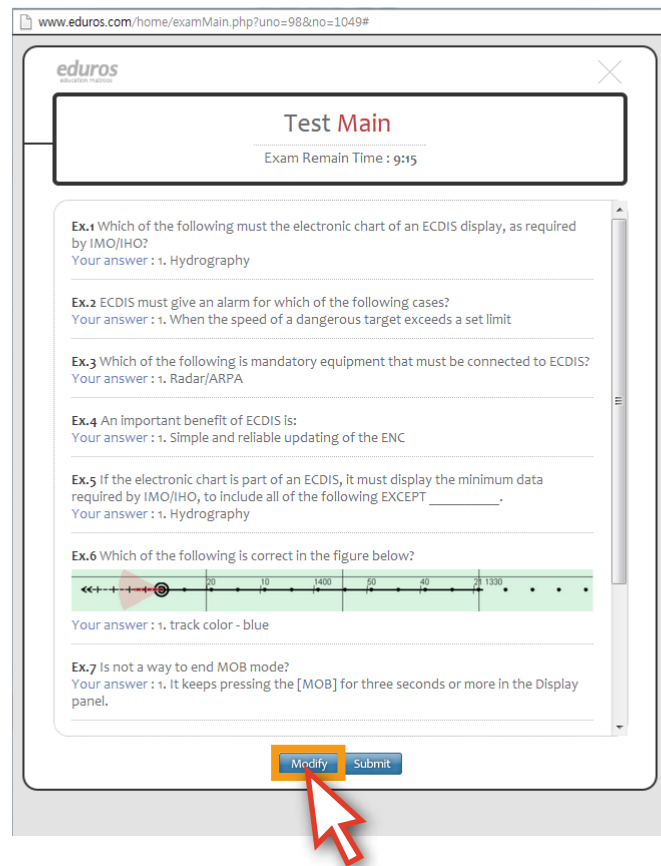 www.eduros.com/home/examMain.php?uno=98&no=1049#
eduros
education matross
Test Main
Exam Remain Time : 9:15
Ex.1 Which of the following must the electronic chart of an ECDIS display, as required
by IMO/IHO?
Your answer : 1. Hydrography
Ex.2 ECDIS must give an alarm for which of the following cases?
Your answer : 1. When the speed of a dangerous target exceeds a set limit
Ex.3 Which of the following is mandatory equipment that must be connected to ECDIS?
Your answer : 1. Radar/ARPA
Ex.4 An important benefit of ECDIS is:
Your answer : 1. Simple and reliable updating of the ENC
Ex.5 If the electronic chart is part of an ECDIS, it must display the minimum data
required by IMO/IHO, to include all of the following EXCEPT __________.
Your answer : 1. Hydrography
Ex.6 Which of the following is correct in the figure below?
20 10 1400 50 40 21 1330
Your answer : 1. track color - blue
Ex.7 Is not a way to end MOB mode?
Your answer : 1. It keeps pressing the [MOB] for three seconds or more in the Display
panel.
Modify Submit